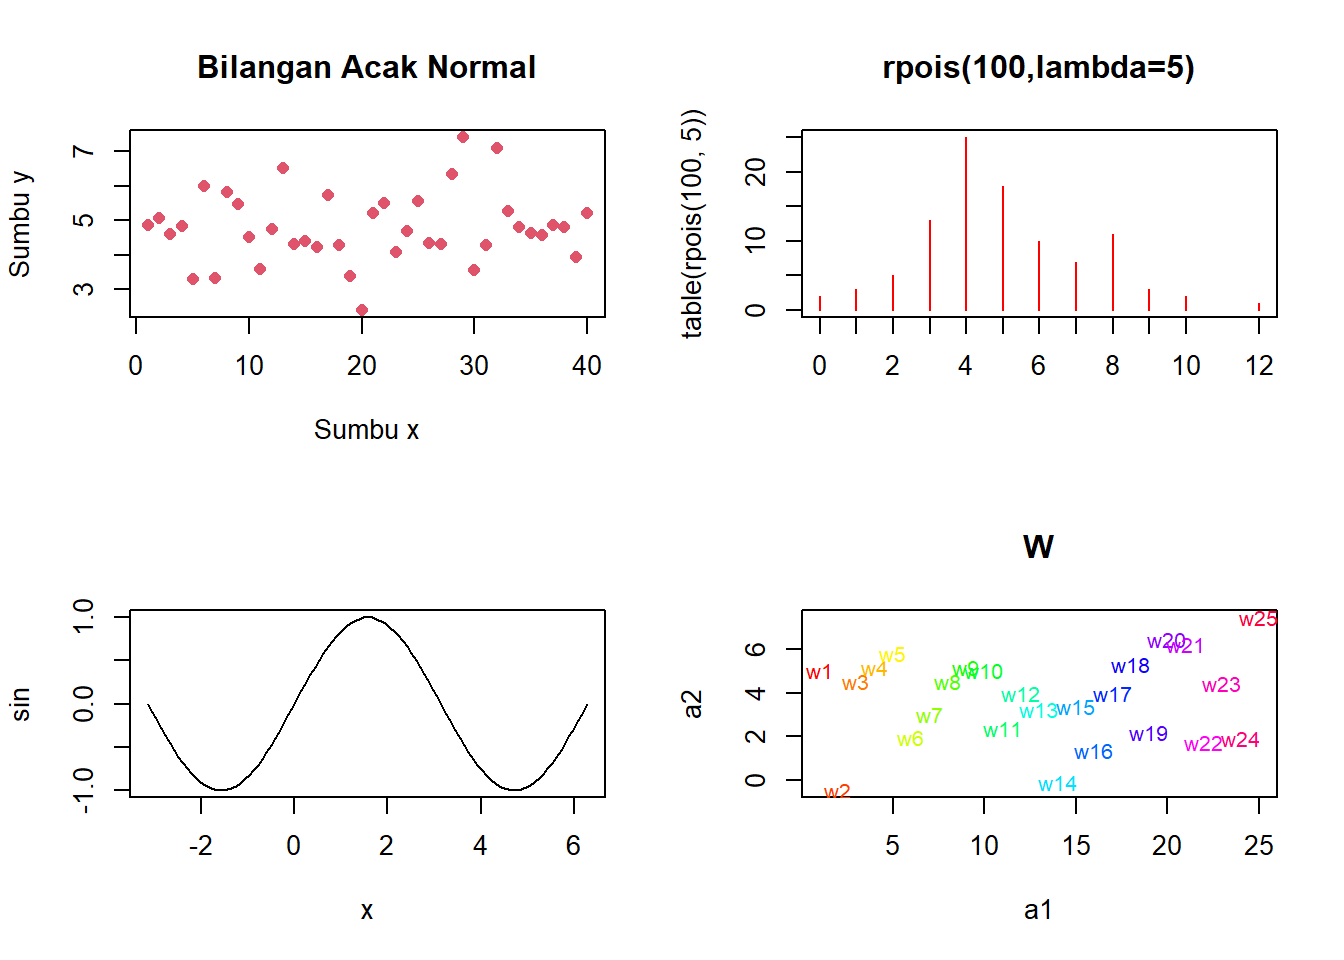 Bilangan Acak Normal
Sumbu y
7
5
3
0 10 20 30 40
Sumbu x
rpois(100,lambda=5)
table(rpois(100, 5))
20
10
0
0 2 4 6 8 10 12
sin
1.0
0.0
-1.0
-2 0 2 4 6
x
W
a2
6
4
2
0
w1
w2
w3
w4
w5
w6
w7
w8
w9
w10
w11
w12
w13
w14
w15
w16
w17
w18
w19
w20
w21
w22
w23
w24
w25
5 10 15 20 25
a1